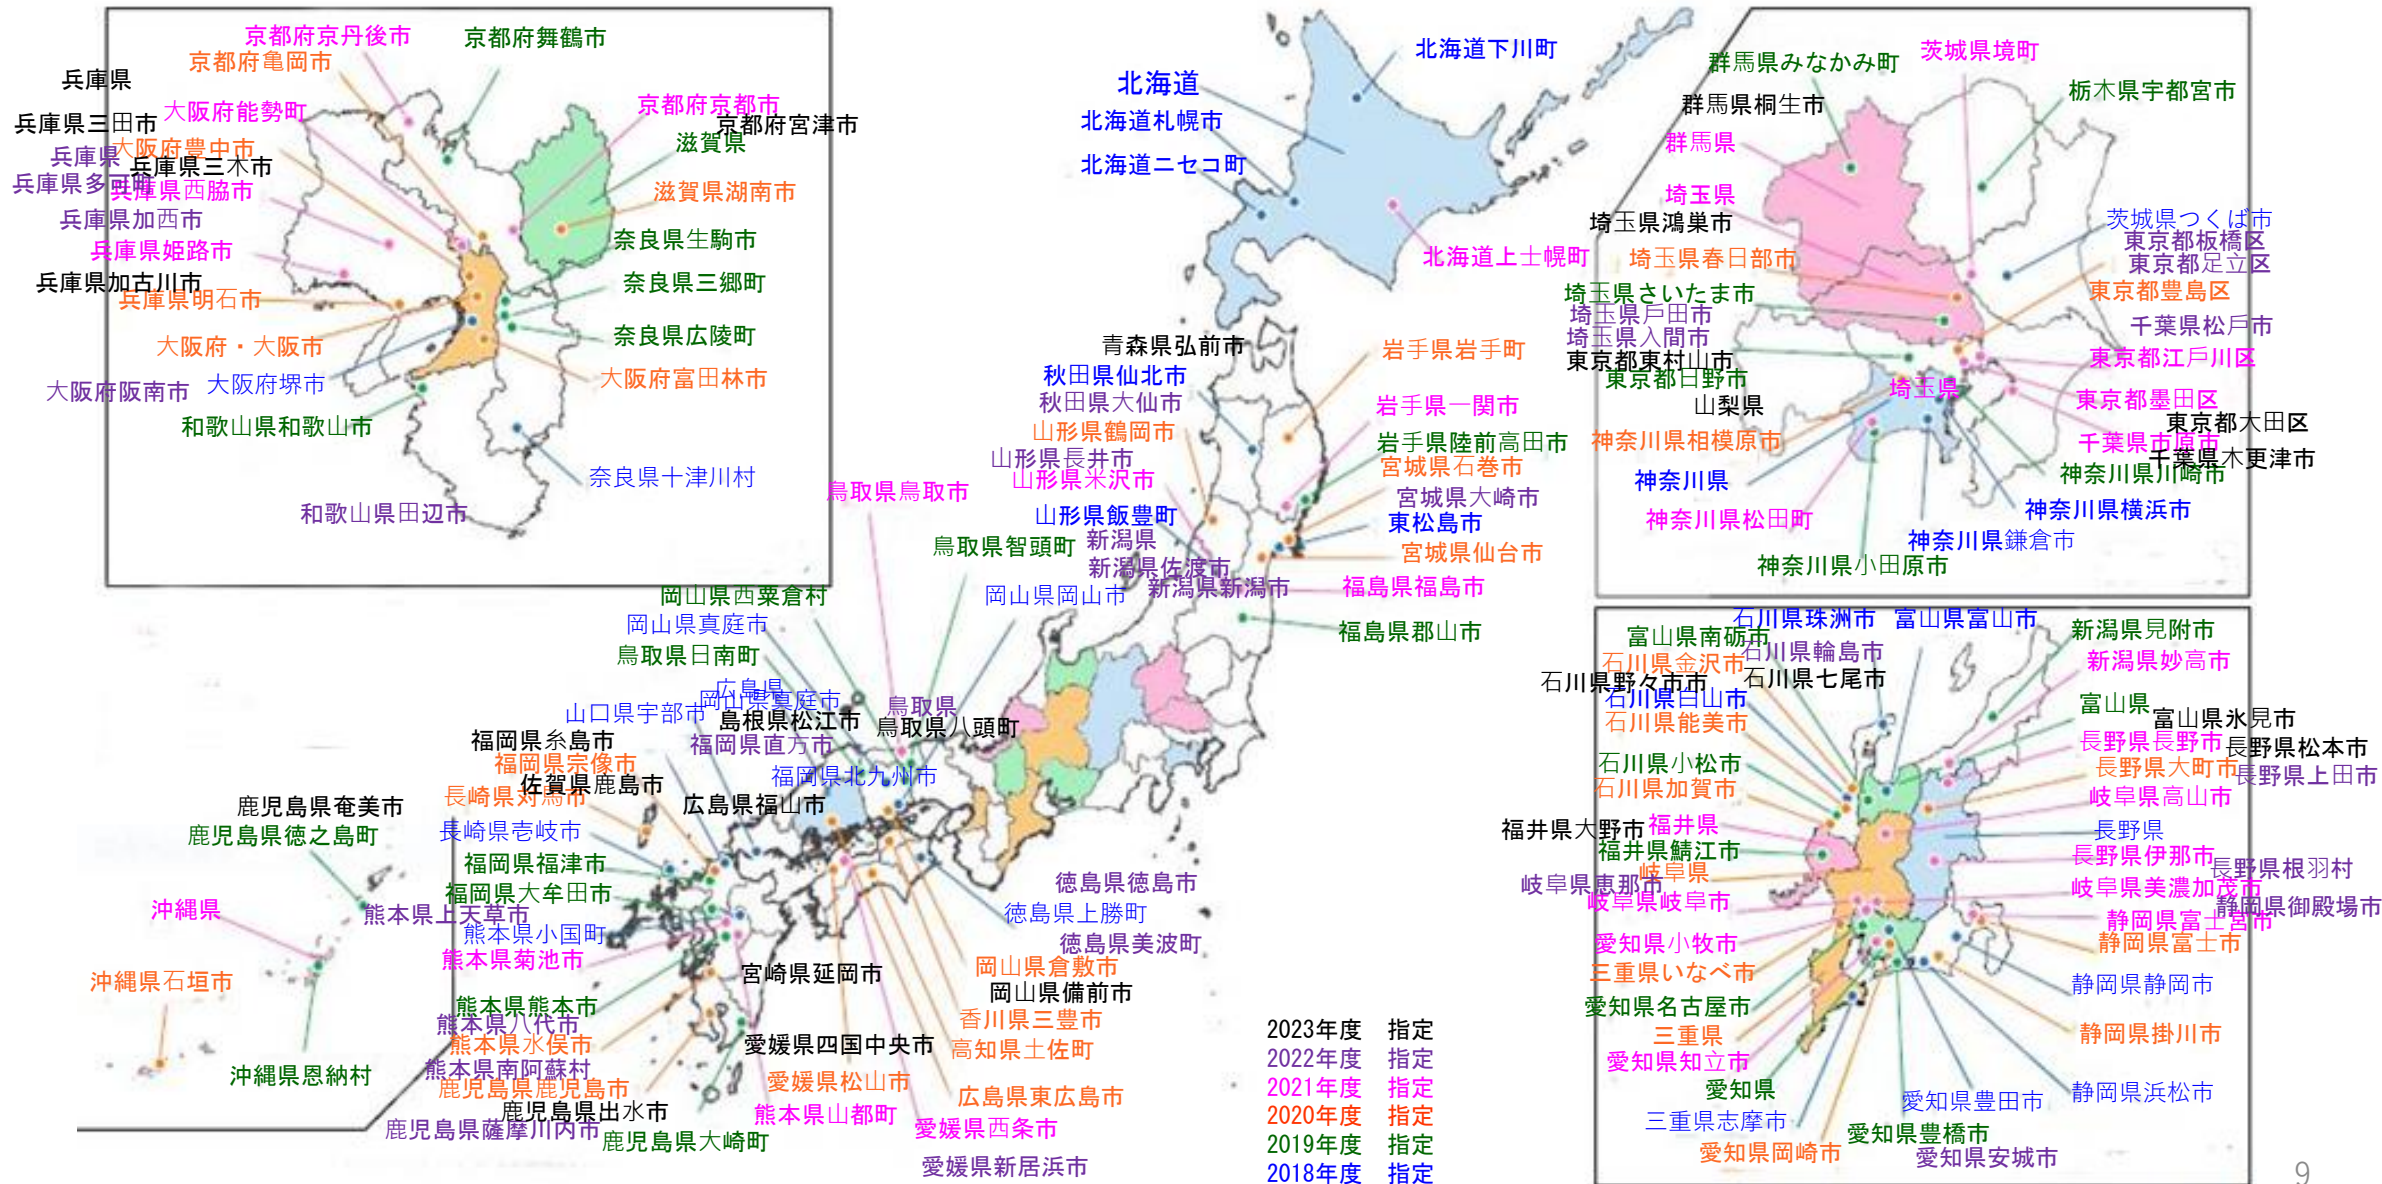 京都府京丹後市
京都府舞鶴市
京都府亀岡市
兵庫県
大阪府能勢町
京都府京都市
兵庫県三田市
京都府宮津市
滋賀県
大阪府豊中市
兵庫県
兵庫県三木市
兵庫県多可町
兵庫県西脇市
滋賀県湖南市
兵庫県加西市
奈良県生駒市
兵庫県姫路市
兵庫県加古川市
奈良県三郷町
兵庫県明石市
奈良県広陵町
大阪府・大阪市
大阪府富田林市
大阪府阪南市
大阪府堺市
和歌山県和歌山市
奈良県十津川村
和歌山県田辺市
北海道下川町
北海道
北海道札幌市
北海道ニセコ町
北海道上士幌町
群馬県みなかみ町
茨城県境町
群馬県桐生市
栃木県宇都宮市
群馬県
埼玉県
埼玉県鴻巣市
茨城県つくば市
東京都板橋区
埼玉県春日部市
東京都足立区
埼玉県さいたま市
東京都豊島区
埼玉県戸田市
千葉県松戸市
埼玉県入間市
東京都東村山市
東京都江戸川区
東京都日野市
埼玉県
東京都墨田区
山梨県
東京都大田区
神奈川県相模原市
千葉県市原市
千葉県木更津市
神奈川県
神奈川県川崎市
神奈川県松田町
神奈川県横浜市
神奈川県鎌倉市
神奈川県小田原市
青森県弘前市
岩手県岩手町
秋田県仙北市
秋田県大仙市
岩手県一関市
山形県鶴岡市
岩手県陸前高田市
山形県長井市
宮城県石巻市
山形県米沢市
宮城県大崎市
山形県飯豊町
東松島市
新潟県
宮城県仙台市
新潟県佐渡市
新潟県新潟市
福島県福島市
福島県郡山市
鳥取県鳥取市
鳥取県智頭町
岡山県西粟倉村
岡山県岡山市
岡山県真庭市
鳥取県日南町
広島県
岡山県真庭市
鳥取県
山口県宇部市
島根県松江市
鳥取県八頭町
福岡県糸島市
福岡県直方市
福岡県宗像市
福岡県北九州市
佐賀県鹿島市
長崎県対馬市
広島県福山市
鹿児島県奄美市
長崎県壱岐市
鹿児島県徳之島町
福岡県福津市
福岡県大牟田市
徳島県徳島市
沖縄県
熊本県上天草市
徳島県上勝町
熊本県小国町
徳島県美波町
熊本県菊池市
岡山県倉敷市
沖縄県石垣市
宮崎県延岡市
岡山県備前市
熊本県熊本市
香川県三豊市
熊本県八代市
熊本県水俣市
愛媛県四国中央市
高知県土佐町
熊本県南阿蘇村
沖縄県恩納村
鹿児島県鹿児島市
愛媛県松山市
広島県東広島市
鹿児島県出水市
熊本県山都町
鹿児島県薩摩川内市
鹿児島県大崎町
愛媛県西条市
愛媛県新居浜市
2023年度 指定
2022年度 指定
2021年度 指定
2020年度 指定
2019年度 指定
2018年度 指定
石川県珠洲市
富山県富山市
富山県南砺市
新潟県見附市
石川県輪島市
石川県金沢市
新潟県妙高市
石川県野々市市
石川県七尾市
石川県白山市
富山県
石川県能美市
富山県氷見市
長野県長野市
長野県松本市
石川県小松市
長野県大町市
長野県上田市
石川県加賀市
岐阜県高山市
福井県大野市
福井県
長野県
福井県鯖江市
長野県伊那市
岐阜県
長野県根羽村
岐阜県恵那市
岐阜県美濃加茂市
岐阜県岐阜市
静岡県御殿場市
静岡県富士宮市
愛知県小牧市
静岡県富士市
三重県いなべ市
静岡県静岡市
愛知県名古屋市
三重県
静岡県掛川市
愛知県知立市
愛知県
静岡県浜松市
愛知県豊田市
三重県志摩市
愛知県豊橋市
愛知県岡崎市
愛知県安城市
9